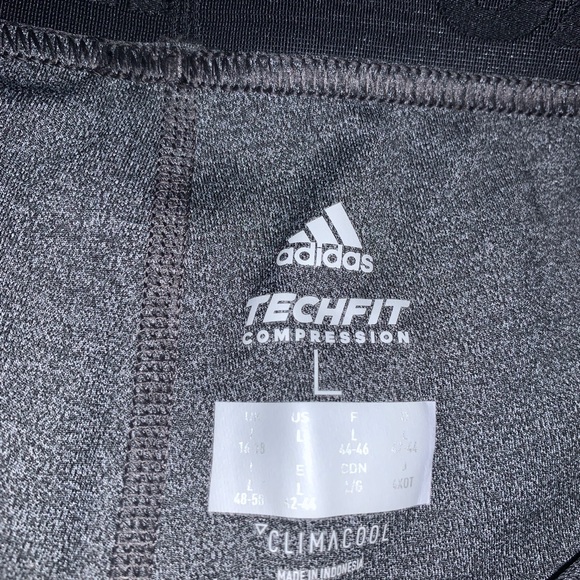 adidas
TECHFIT
COMPRESSION
L
US F
L L
44-46
E CDN
L L/G
48-50 42-44
CLIMACOOL
MADE IN INDONESIA